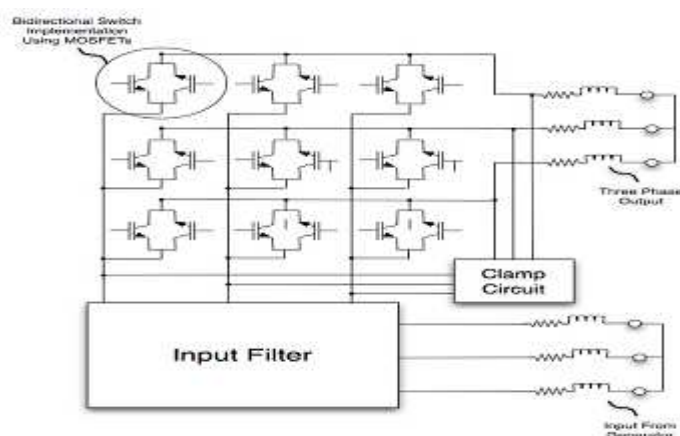 Bidirectional Switch
Implementation
Using MOSFETs
Three Phase
Output
Clamp
Circuit
Input Filter
Input From